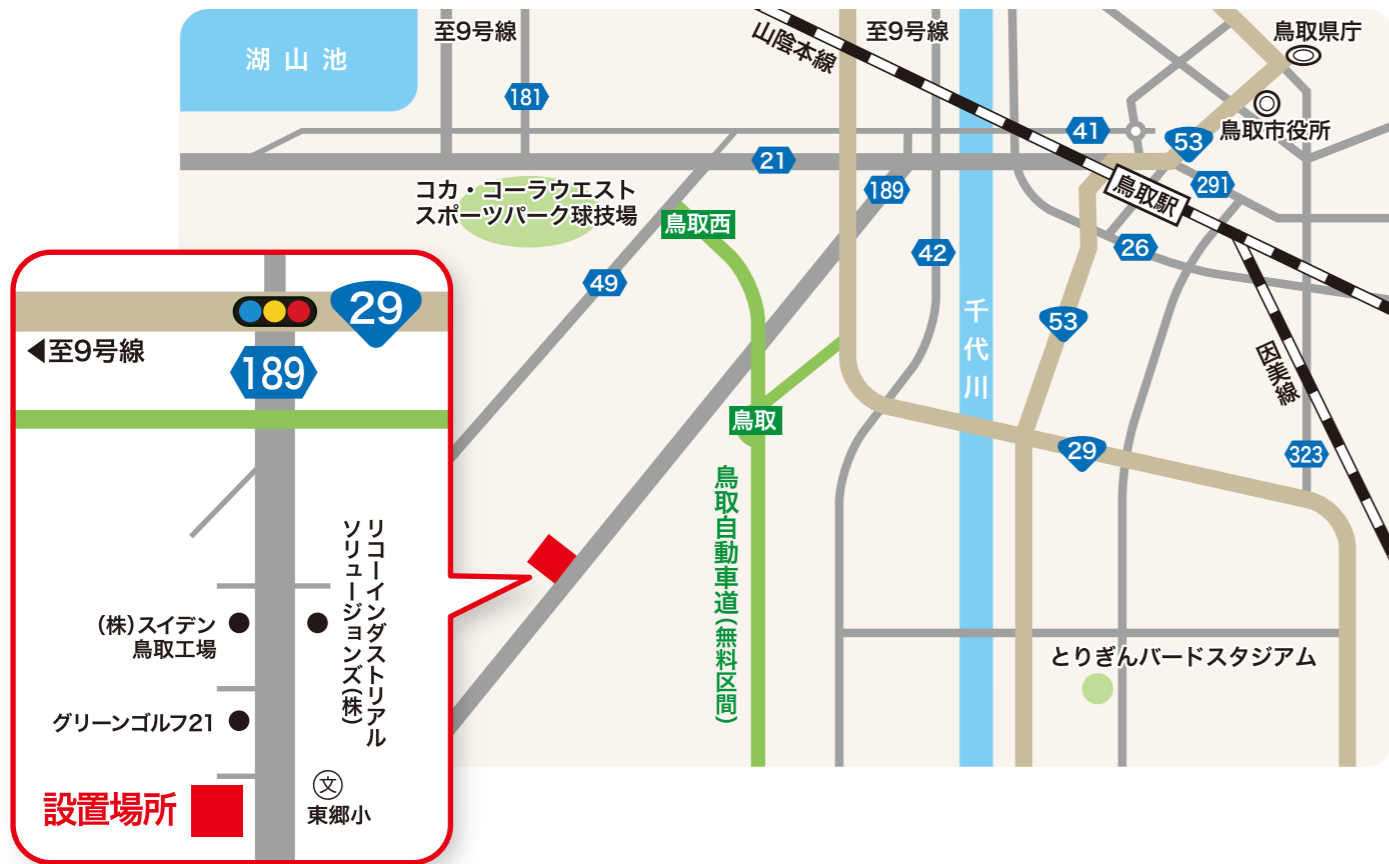 至9号線
至9号線
鳥取県庁
湖山池
山陰本線
181
41
53
鳥取市役所
21
189
291
鳥取駅
コカ・コーラウエスト
スポーツパーク球技場
鳥取西
42
26
49
千代川
53
因美線
鳥取
29
323
鳥取自動車道(無料区間)
とりぎんバードスタジアム
29
◀至9号線
189
リコーインダストリアル
ソリューションズ(株)
(株)スイデン
鳥取工場
グリーンゴルフ21
文
東郷小
設置場所